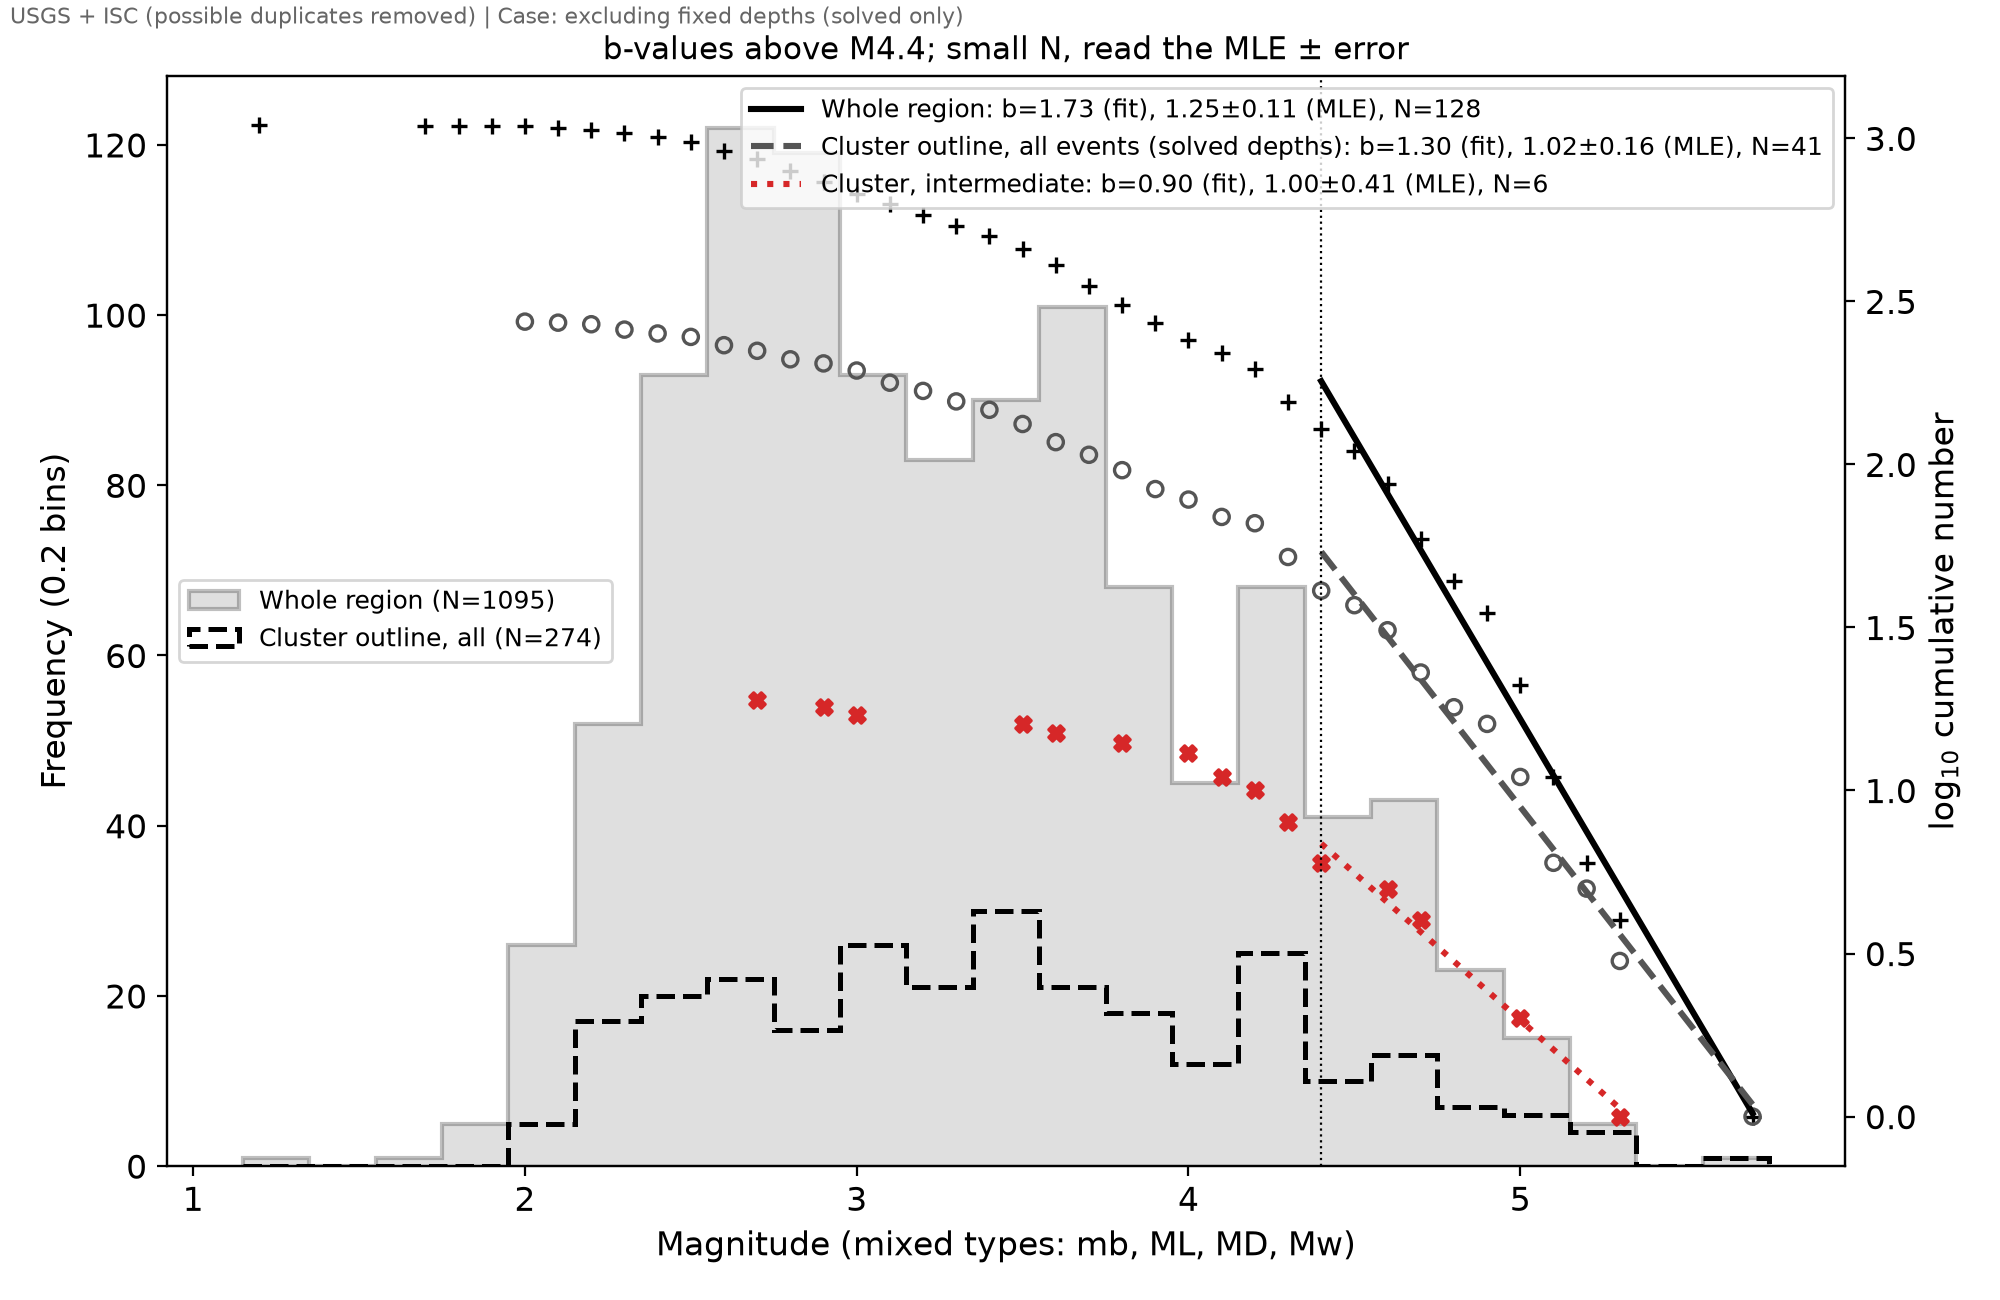 USGS + ISC (possible duplicates removed) | Case: excluding fixed depths (solved only)
b-values above M4.4; small N, read the MLE ± error
Whole region: b=1.73 (fit), 1.25±0.11 (MLE), N=128
Cluster outline, all events (solved depths): b=1.30 (fit), 1.02±0.16 (MLE), N=41
Cluster, intermediate: b=0.90 (fit), 1.00±0.41 (MLE), N=6
Whole region (N=1095)
Cluster outline, all (N=274)
Frequency (0.2 bins)
120
100
80
60
40
20
0
3.0
2.5
2.0
1.5
1.0
0.5
0.0
log₁₀ cumulative number
1 2 3 4 5
Magnitude (mixed types: mb, ML, MD, Mw)